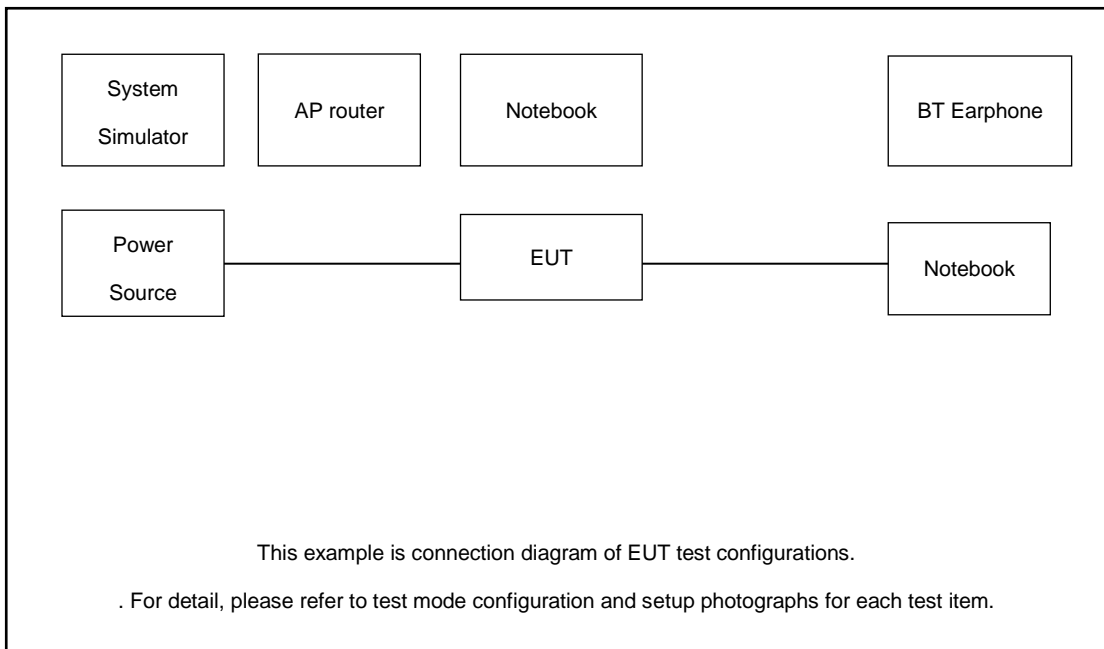 System
Simulator
AP router
Notebook
BT Earphone
Power
Source
EUT
Notebook
This example is connection diagram of EUT test configurations.
. For detail, please refer to test mode configuration and setup photographs for each test item.